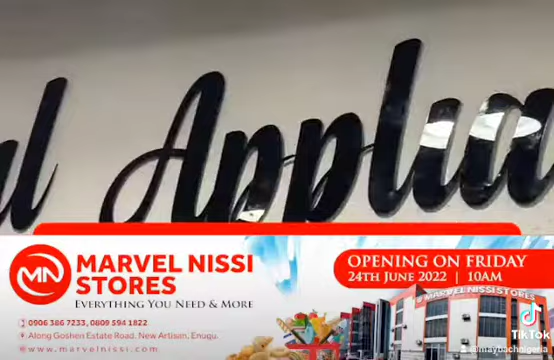 l Applia
MARVEL NISSI
STORES
EVERYTHING YOU NEED & MORE
0906 386 7233, 0809 594 1822
Along Goshen Estate Road, New Artisan, Enugu.
www.marvelnissi.com
OPENING ON FRIDAY
24TH JUNE 2022 | 10AM
MARVEL NISSI STORES
MN
TikTok
@maybachnigeria